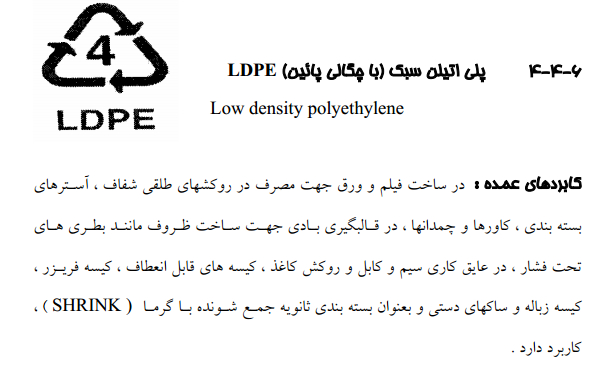 4
LDPE
۴-۴-۶ پلی اتیلن سبک (با چگالی پائین) LDPE
Low density polyethylene
کابردهای عمده : در ساخت فیلم و ورق جهت مصرف در روکشهای طلقی شفاف ، آسترهای
بسته بندی ، کاورها و چمدانها ، در قالبگیری بادی جهت ساخت ظروف مانند بطری های
تحت فشار ، در عایق کاری سیم و کابل و روکش کاغذ ، کیسه های قابل انعطاف ، کیسه فریزر ،
کیسه زباله و ساکهای دستی و بعنوان بسته بندی ثانویه جمع شونده با گرما ( SHRINK ) ،
کاربرد دارد .